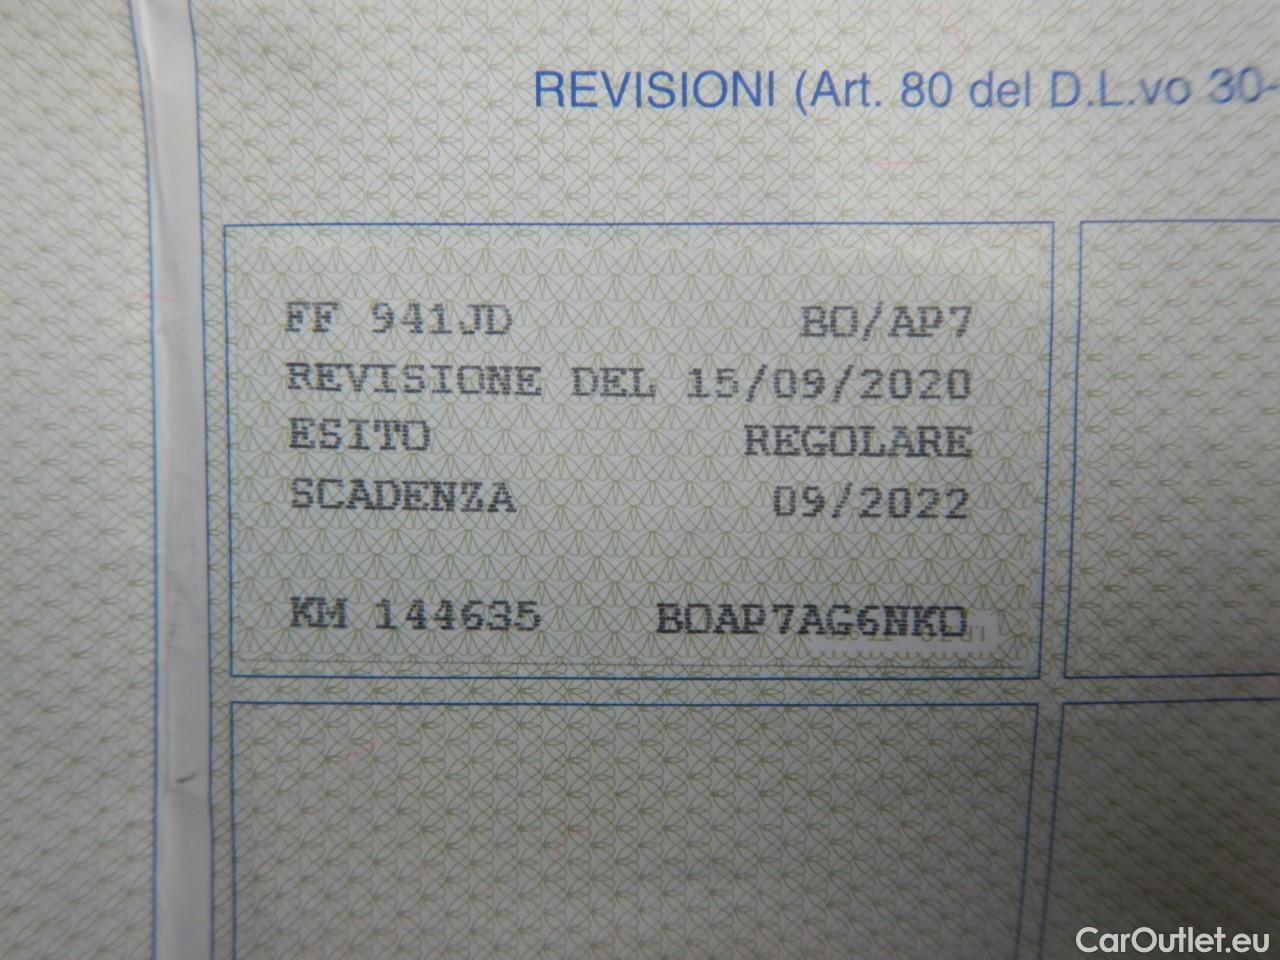 REVISIONI (Art. 80 del D.L.vo 30-
FF 941JD BO/AP7
REVISIONE DEL 15/09/2020
ESITO REGOLARE
SCADENZA 09/2022
KM 144635 BOAP7AG6NKO
CarOutlet.eu